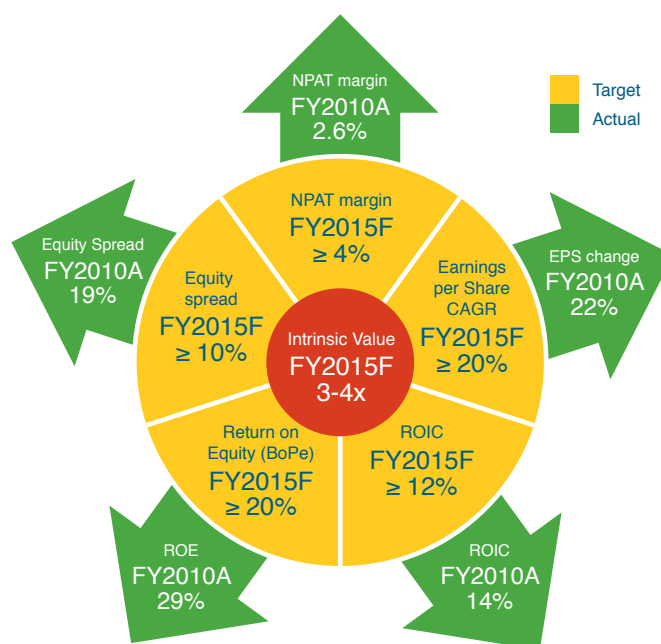 NPAT margin
FY2010A
2.6%
Target
Actual
NPAT margin
FY2015F
≥ 4%
Equity Spread
FY2010A
19%
EPS change
FY2010A
22%
Equity
spread
FY2015F
≥ 10%
Earnings
per Share
CAGR
FY2015F
≥ 20%
Intrinsic Value
FY2015F
3-4x
Return on
Equity (BoPe)
FY2015F
≥ 20%
ROIC
FY2015F
≥ 12%
ROE
FY2010A
29%
ROIC
FY2010A
14%